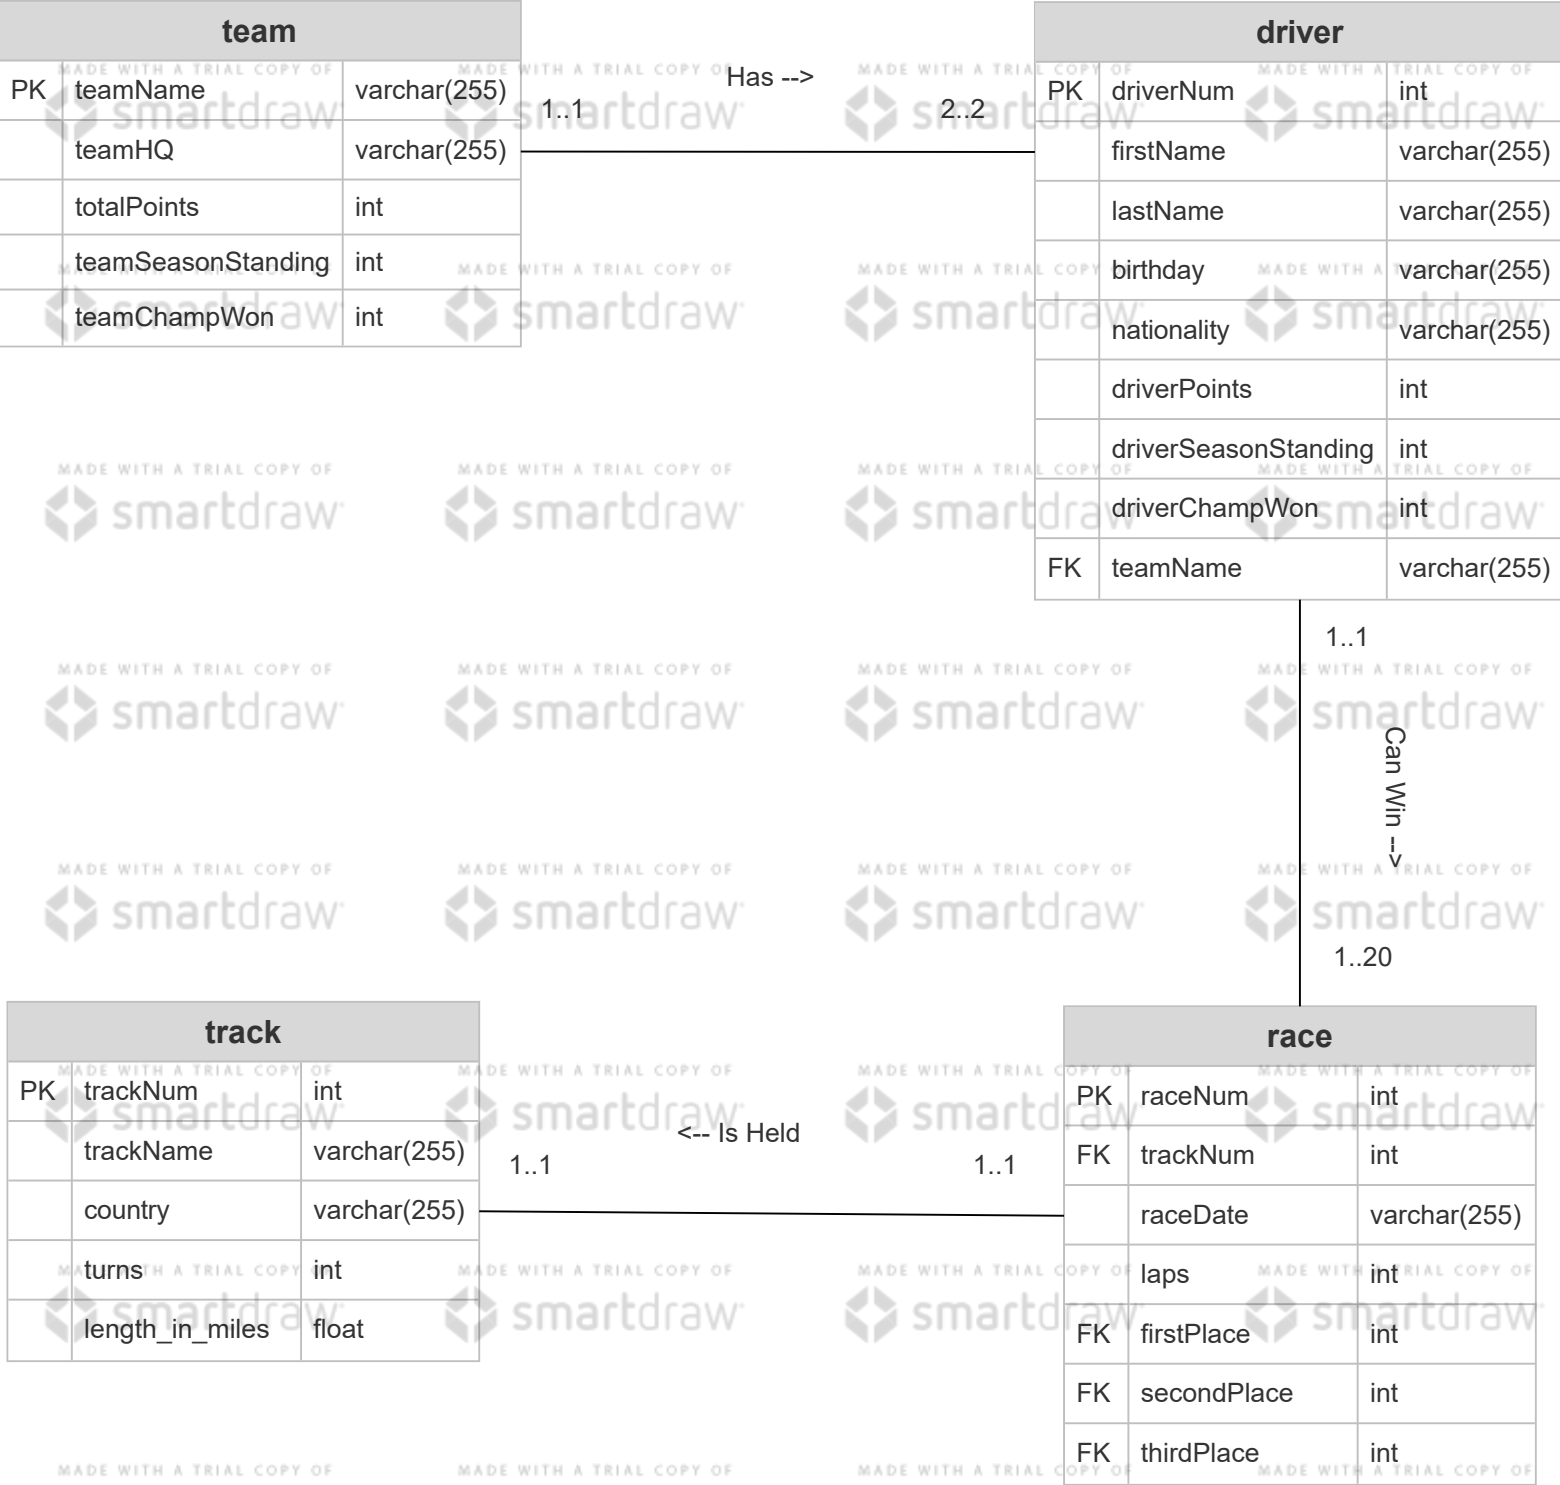 team
PK teamName varchar(255)
teamHQ varchar(255)
totalPoints int
teamSeasonStanding int
teamChampWon int
Has -->
1..1
2..2
driver
PK driverNum int
firstName varchar(255)
lastName varchar(255)
birthday varchar(255)
nationality varchar(255)
driverPoints int
driverSeasonStanding int
driverChampWon int
FK teamName varchar(255)
1..1
Can Win -->
1..20
track
PK trackNum int
trackName varchar(255)
country varchar(255)
turns int
length_in_miles float
<-- Is Held
1..1
1..1
race
PK raceNum int
FK trackNum int
raceDate varchar(255)
laps int
FK firstPlace int
FK secondPlace int
FK thirdPlace int
MADE WITH A TRIAL COPY OF
smartdraw